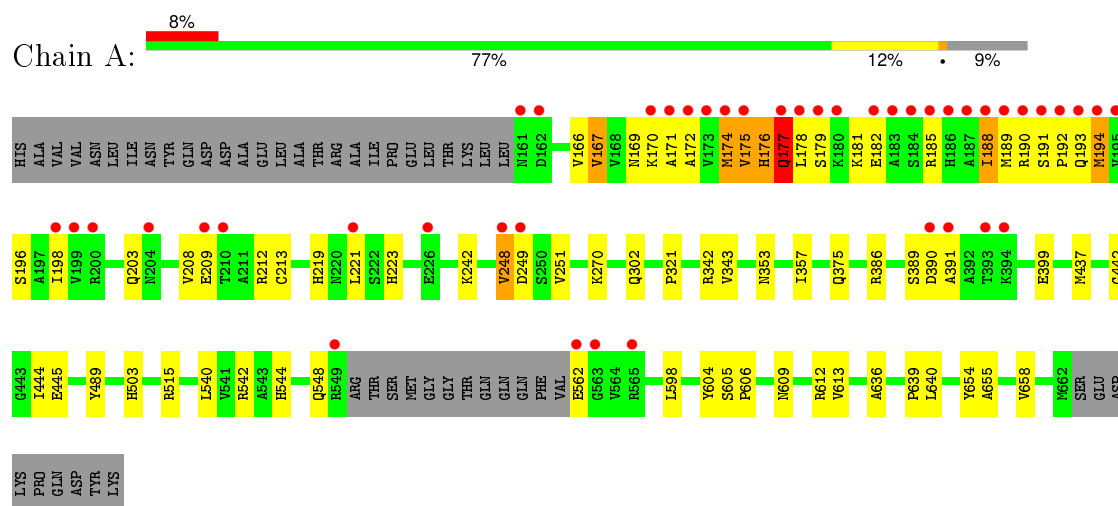 8%
Chain A:
77% 12% • 9%
HIS ALA VAL VAL ASN LEU ILE ASN TYR GLN ASP ASP ALA GLU LEU ALA THR ARG ALA ILE PRO GLU LEU THR LYS LEU LEU N161 D162 V166 V167 V168 N169 K170 A171 A172 V173 M174 V175 H176 Q177 L178 S179 K180 K181 E182 A183 S184 R185 H186 A187 I188 M189 R190 S191 P192 Q193 M194 V195
S196 A197 I198 V199 R200 Q203 N204 V208 E209 T210 A211 R212 C213 H219 N220 L221 S222 H223 E226 K242 V248 D249 S250 V251 K270 Q302 P321 R342 V343 N353 I357 Q375 R386 S389 D390 A391 A392 T393 K394 E399 M437 C442
G443 I444 E445 Y489 H503 R515 L540 V541 R542 A543 H544 Q548 R549 ARG THR SER MET GLY GLY THR GLN GLN GLN PHE VAL E562 G563 V564 R565 L598 Y604 S605 P606 N609 R612 V613 A636 P639 L640 Y654 A655 V658 M662 SER GLU ASP
LYS PRO GLN ASP TYR LYS